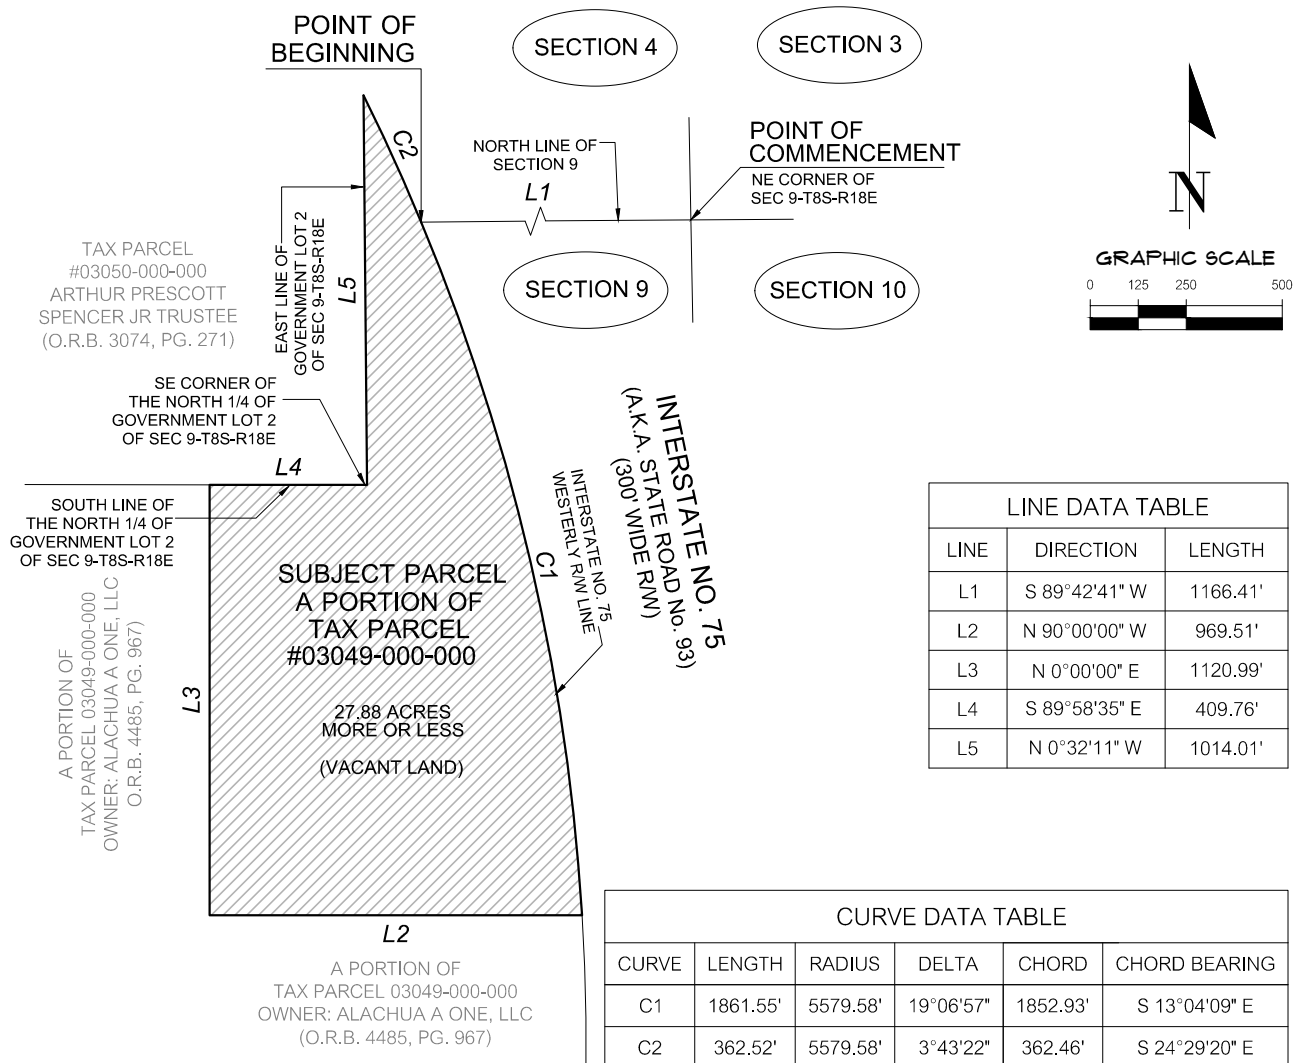 POINT OF
BEGINNING
SECTION 4
SECTION 3
C2
NORTH LINE OF
SECTION 9
L1
POINT OF
COMMENCEMENT
NE CORNER OF
SEC 9-T8S-R18E
N
GRAPHIC SCALE
0 125 250 500
TAX PARCEL
#03050-000-000
ARTHUR PRESCOTT
SPENCER JR TRUSTEE
(O.R.B. 3074, PG. 271)
EAST LINE OF
GOVERNMENT LOT 2
OF SEC 9-T8S-R18E
L5
SECTION 9
SECTION 10
SE CORNER OF
THE NORTH 1/4 OF
GOVERNMENT LOT 2
OF SEC 9-T8S-R18E
L4
SOUTH LINE OF
THE NORTH 1/4 OF
GOVERNMENT LOT 2
OF SEC 9-T8S-R18E
INTERSTATE NO. 75
(A.K.A. STATE ROAD No. 93)
(300' WIDE R/W)
INTERSTATE NO. 75
WESTERLY R/W LINE
C1
SUBJECT PARCEL
A PORTION OF
TAX PARCEL
#03049-000-000
27.88 ACRES
MORE OR LESS
(VACANT LAND)
A PORTION OF
TAX PARCEL 03049-000-000
OWNER: ALACHUA A ONE, LLC
O.R.B. 4485, PG. 967)
L3
L2
A PORTION OF
TAX PARCEL 03049-000-000
OWNER: ALACHUA A ONE, LLC
(O.R.B. 4485, PG. 967)
LINE DATA TABLE
LINE DIRECTION LENGTH
L1 S 89°42'41" W 1166.41'
L2 N 90°00'00" W 969.51'
L3 N 0°00'00" E 1120.99'
L4 S 89°58'35" E 409.76'
L5 N 0°32'11" W 1014.01'
CURVE DATA TABLE
CURVE LENGTH RADIUS DELTA CHORD CHORD BEARING
C1 1861.55' 5579.58' 19°06'57" 1852.93' S 13°04'09" E
C2 362.52' 5579.58' 3°43'22" 362.46' S 24°29'20" E